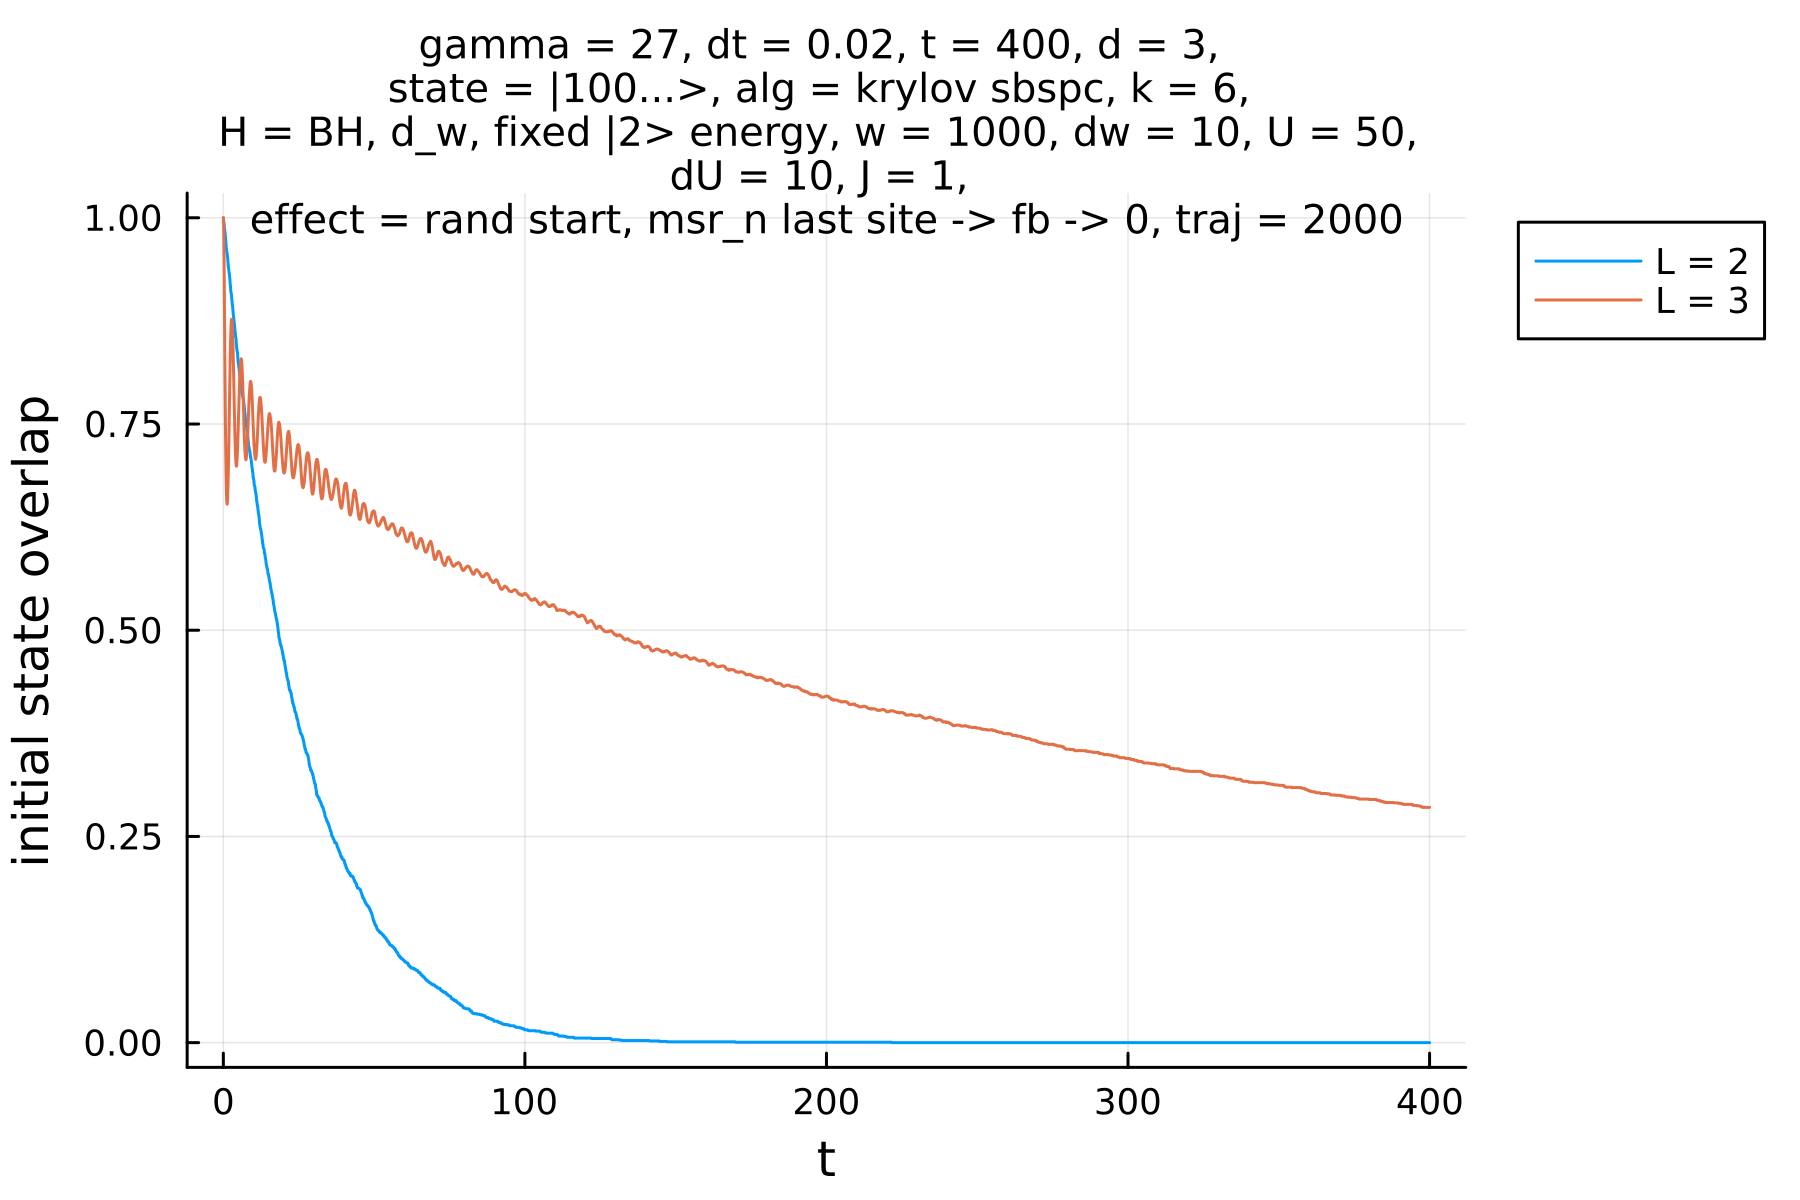 gamma = 27, dt = 0.02, t = 400, d = 3,
state = |100...>, alg = krylov sbspc, k = 6,
H = BH, d_w, fixed |2> energy, w = 1000, dw = 10, U = 50,
dU = 10, J = 1,
effect = rand start, msr_n last site -> fb -> 0, traj = 2000
1.00
0.75
0.50
0.25
0.00
initial state overlap
0 100 200 300 400
t
L = 2
L = 3